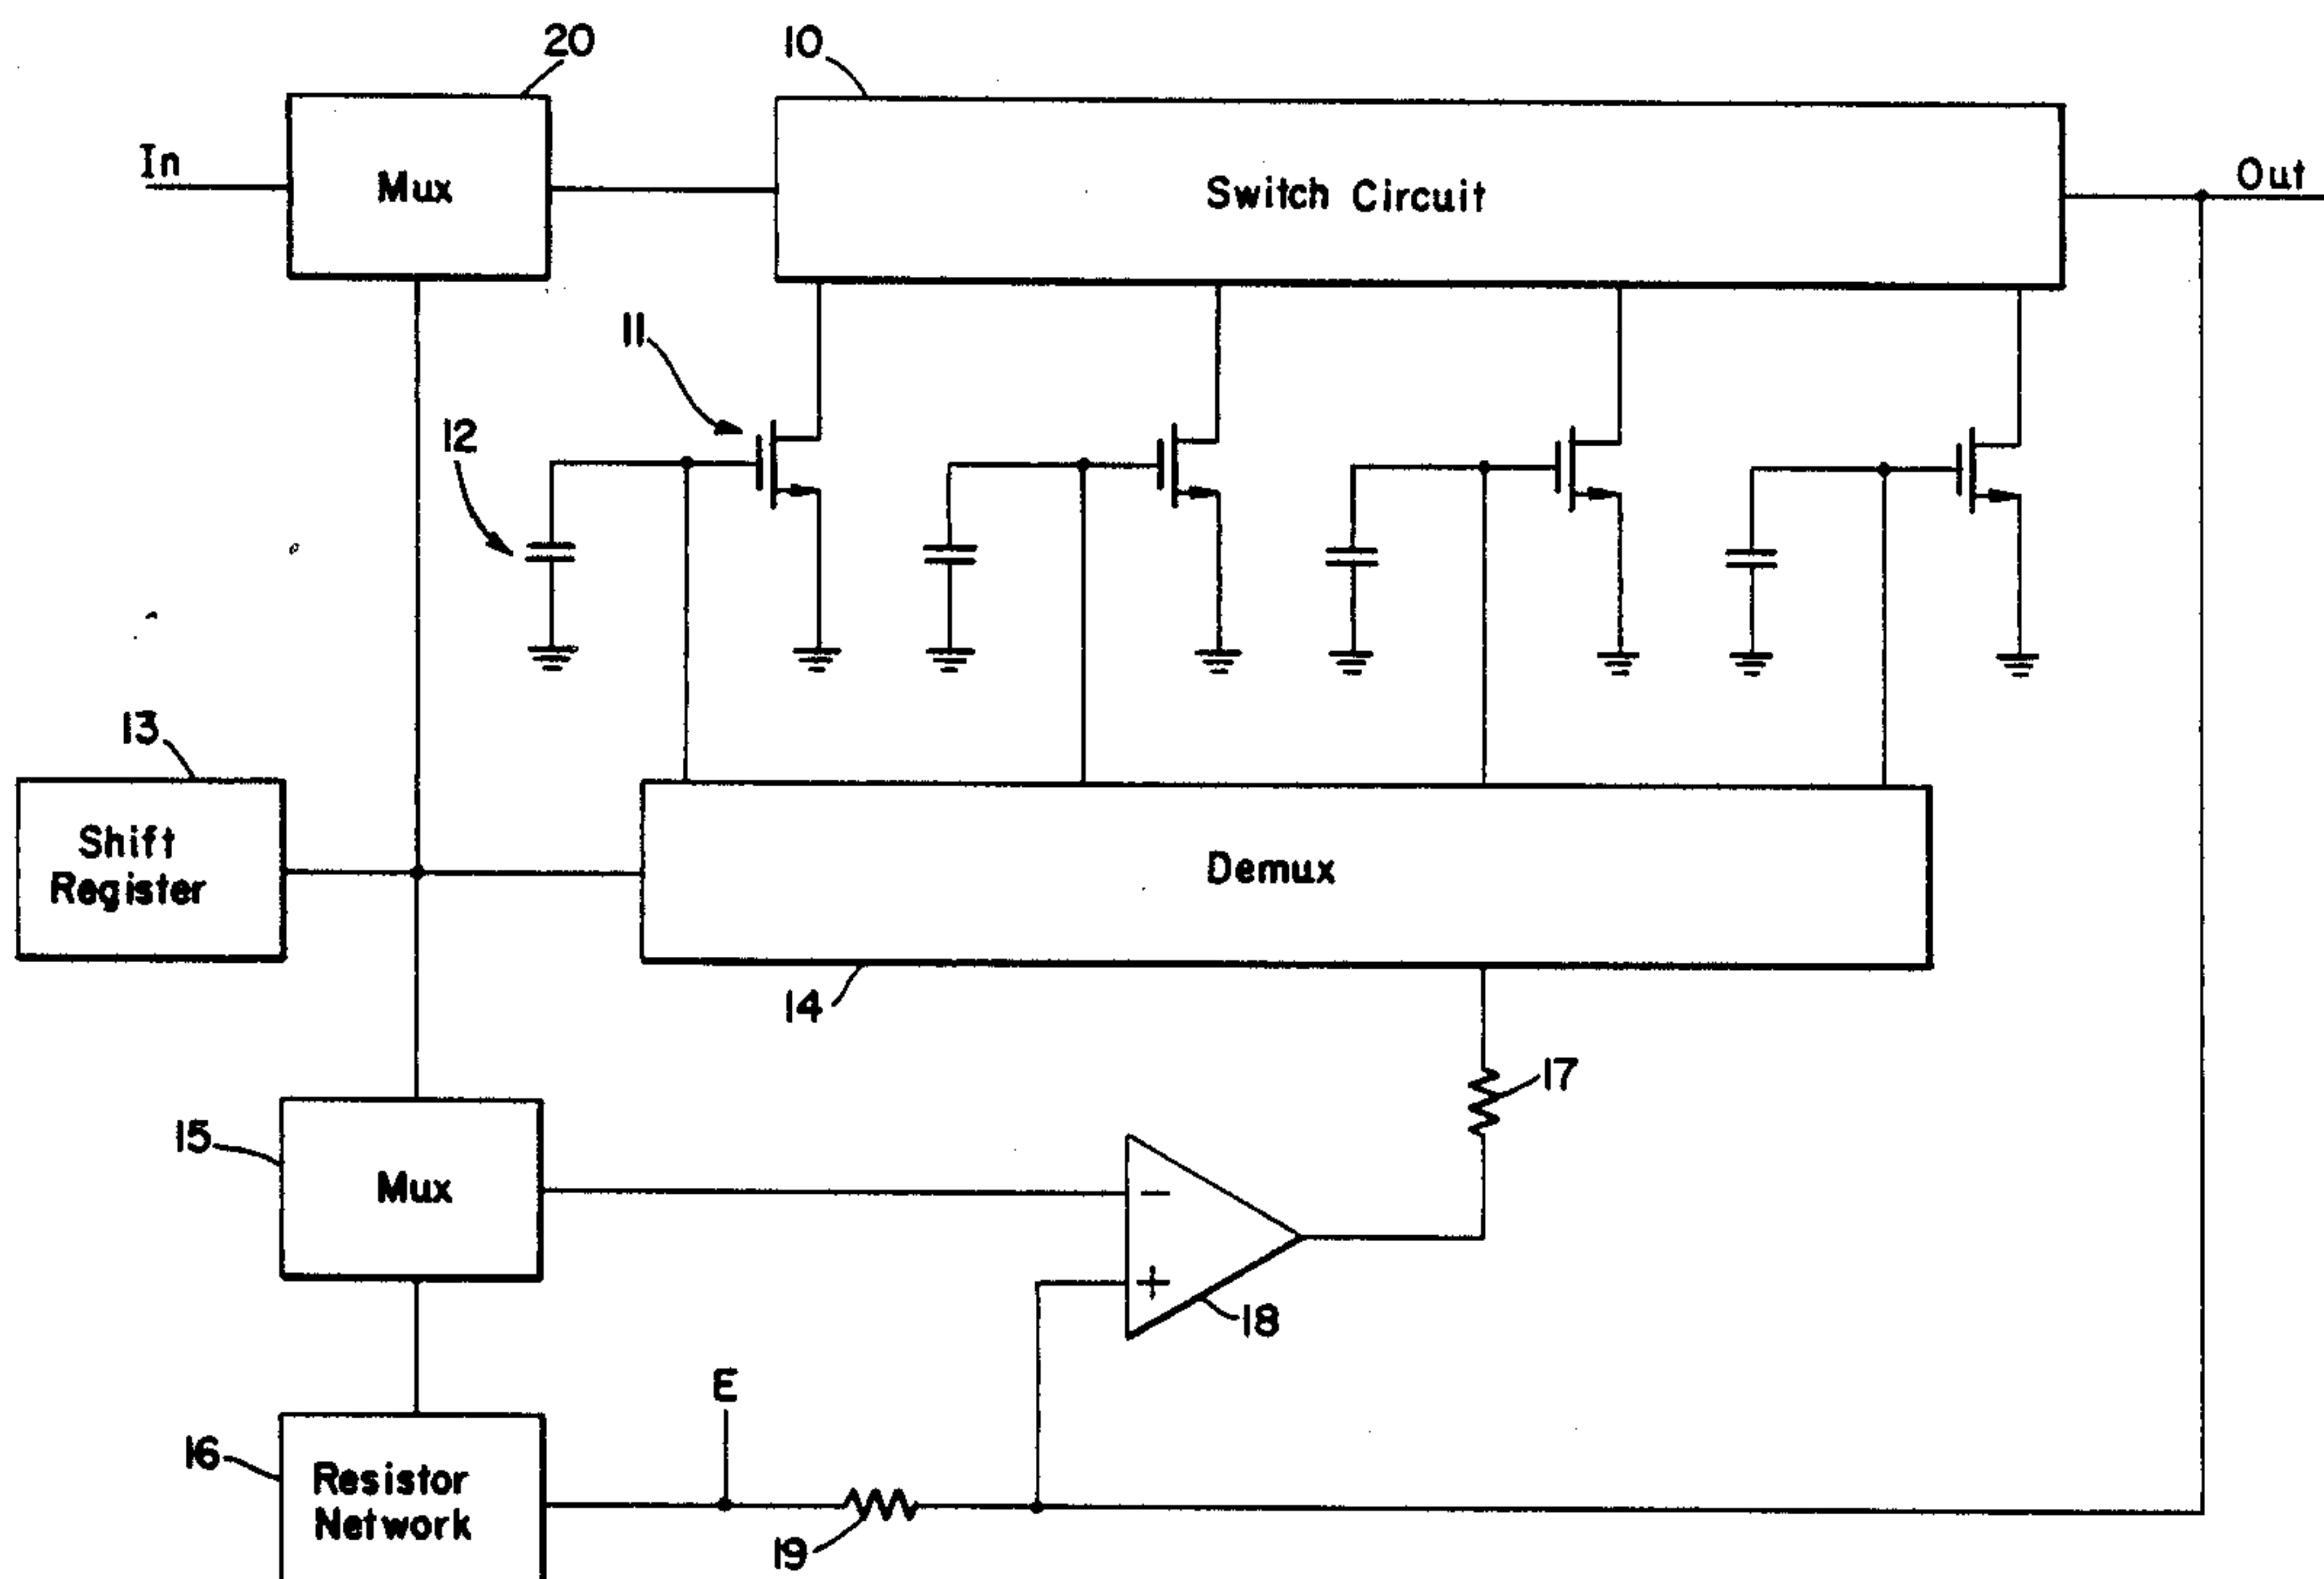 20
10
In
Mux
Switch Circuit
Out
11
12
13
Shift
Register
Demux
14
17
15
Mux
−
+
18
E
16
Resistor
Network
19